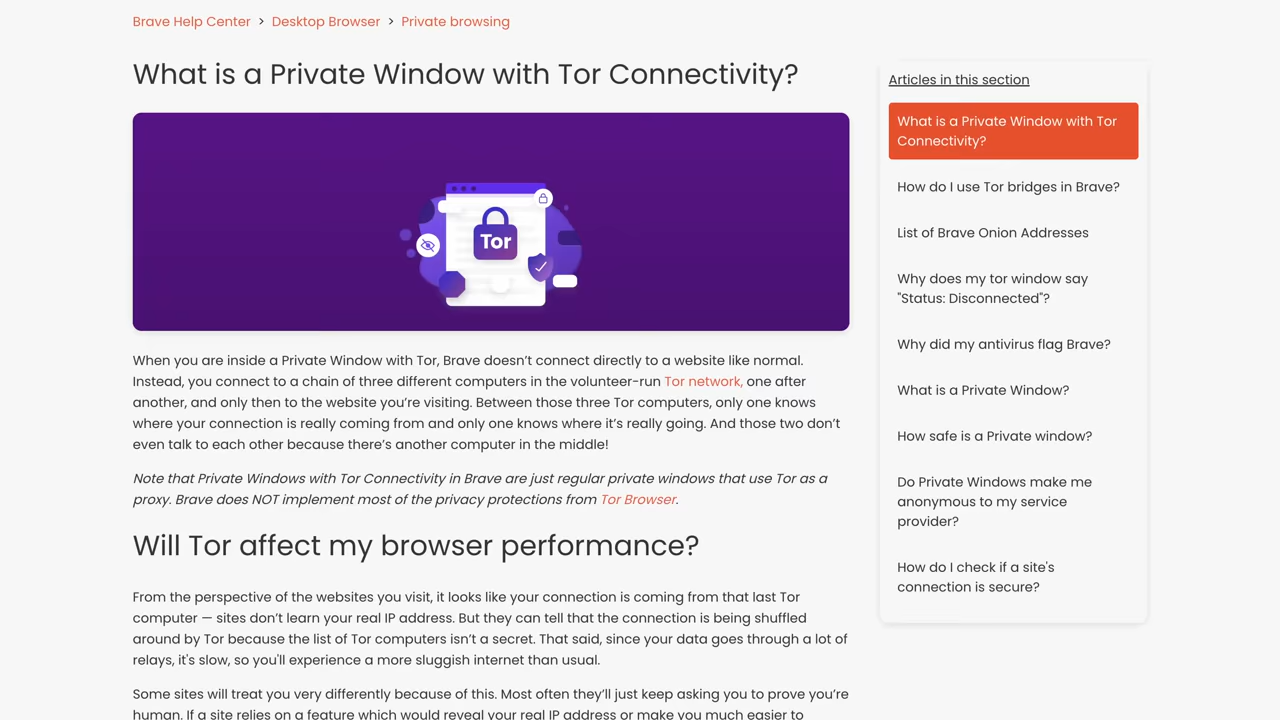 Brave Help Center > Desktop Browser > Private browsing
What is a Private Window with Tor Connectivity?
Tor
When you are inside a Private Window with Tor, Brave doesn’t connect directly to a website like normal.
Instead, you connect to a chain of three different computers in the volunteer-run Tor network, one after
another, and only then to the website you’re visiting. Between those three Tor computers, only one knows
where your connection is really coming from and only one knows where it’s really going. And those two don’t
even talk to each other because there’s another computer in the middle!
Note that Private Windows with Tor Connectivity in Brave are just regular private windows that use Tor as a
proxy. Brave does NOT implement most of the privacy protections from Tor Browser.
Will Tor affect my browser performance?
From the perspective of the websites you visit, it looks like your connection is coming from that last Tor
computer — sites don’t learn your real IP address. But they can tell that the connection is being shuffled
around by Tor because the list of Tor computers isn’t a secret. That said, since your data goes through a lot of
relays, it's slow, so you'll experience a more sluggish internet than usual.
Some sites will treat you very differently because of this. Most often they’ll just keep asking you to prove you’re
human. If a site relies on a feature which would reveal your real IP address or make you much easier to
Articles in this section
What is a Private Window with Tor
Connectivity?
How do I use Tor bridges in Brave?
List of Brave Onion Addresses
Why does my tor window say
"Status: Disconnected"?
Why did my antivirus flag Brave?
What is a Private Window?
How safe is a Private window?
Do Private Windows make me
anonymous to my service
provider?
How do I check if a site's
connection is secure?